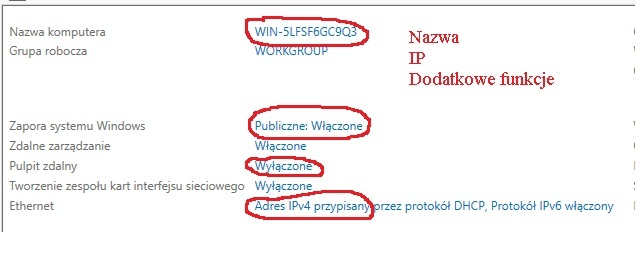 Nazwa komputera WIN-5LFSF6GC9Q3
Grupa robocza WORKGROUP
Nazwa
IP
Dodatkowe funkcje
Zapora systemu Windows Publiczne: Włączone
Zdalne zarządzanie Włączone
Pulpit zdalny Wyłączone
Tworzenie zespołu kart interfejsu sieciowego Wyłączone
Ethernet Adres IPv4 przypisany przez protokół DHCP, Protokół IPv6 włączony